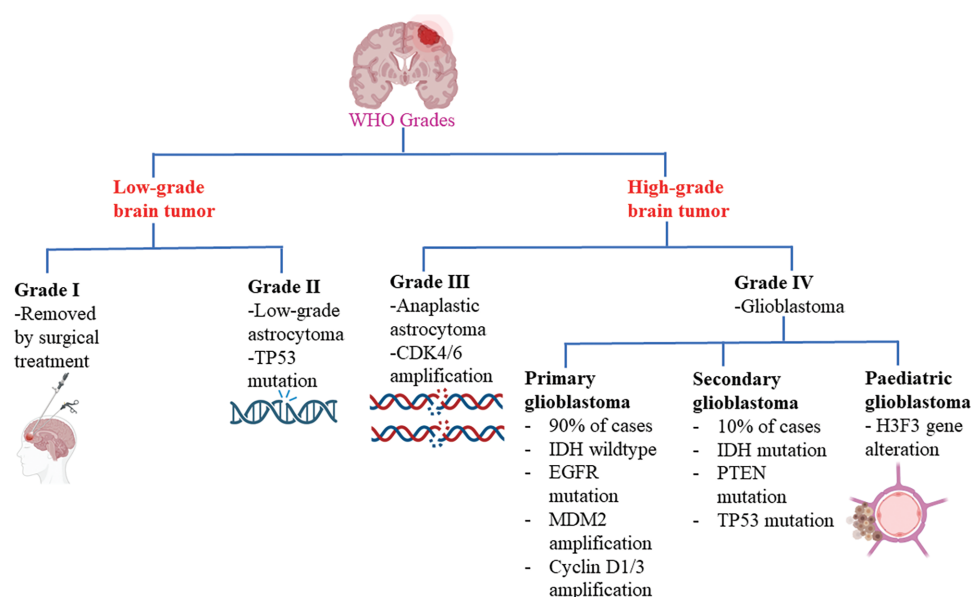 WHO Grades
Low-grade
brain tumor
High-grade
brain tumor
Grade I
-Removed
by surgical
treatment
Grade II
-Low-grade
astrocytoma
-TP53
mutation
Grade III
-Anaplastic
astrocytoma
-CDK4/6
amplification
Grade IV
-Glioblastoma
Primary
glioblastoma
- 90% of cases
- IDH wildtype
- EGFR
mutation
- MDM2
amplification
- Cyclin D1/3
amplification
Secondary
glioblastoma
- 10% of cases
- IDH mutation
- PTEN
mutation
- TP53 mutation
Paediatric
glioblastoma
- H3F3 gene
alteration